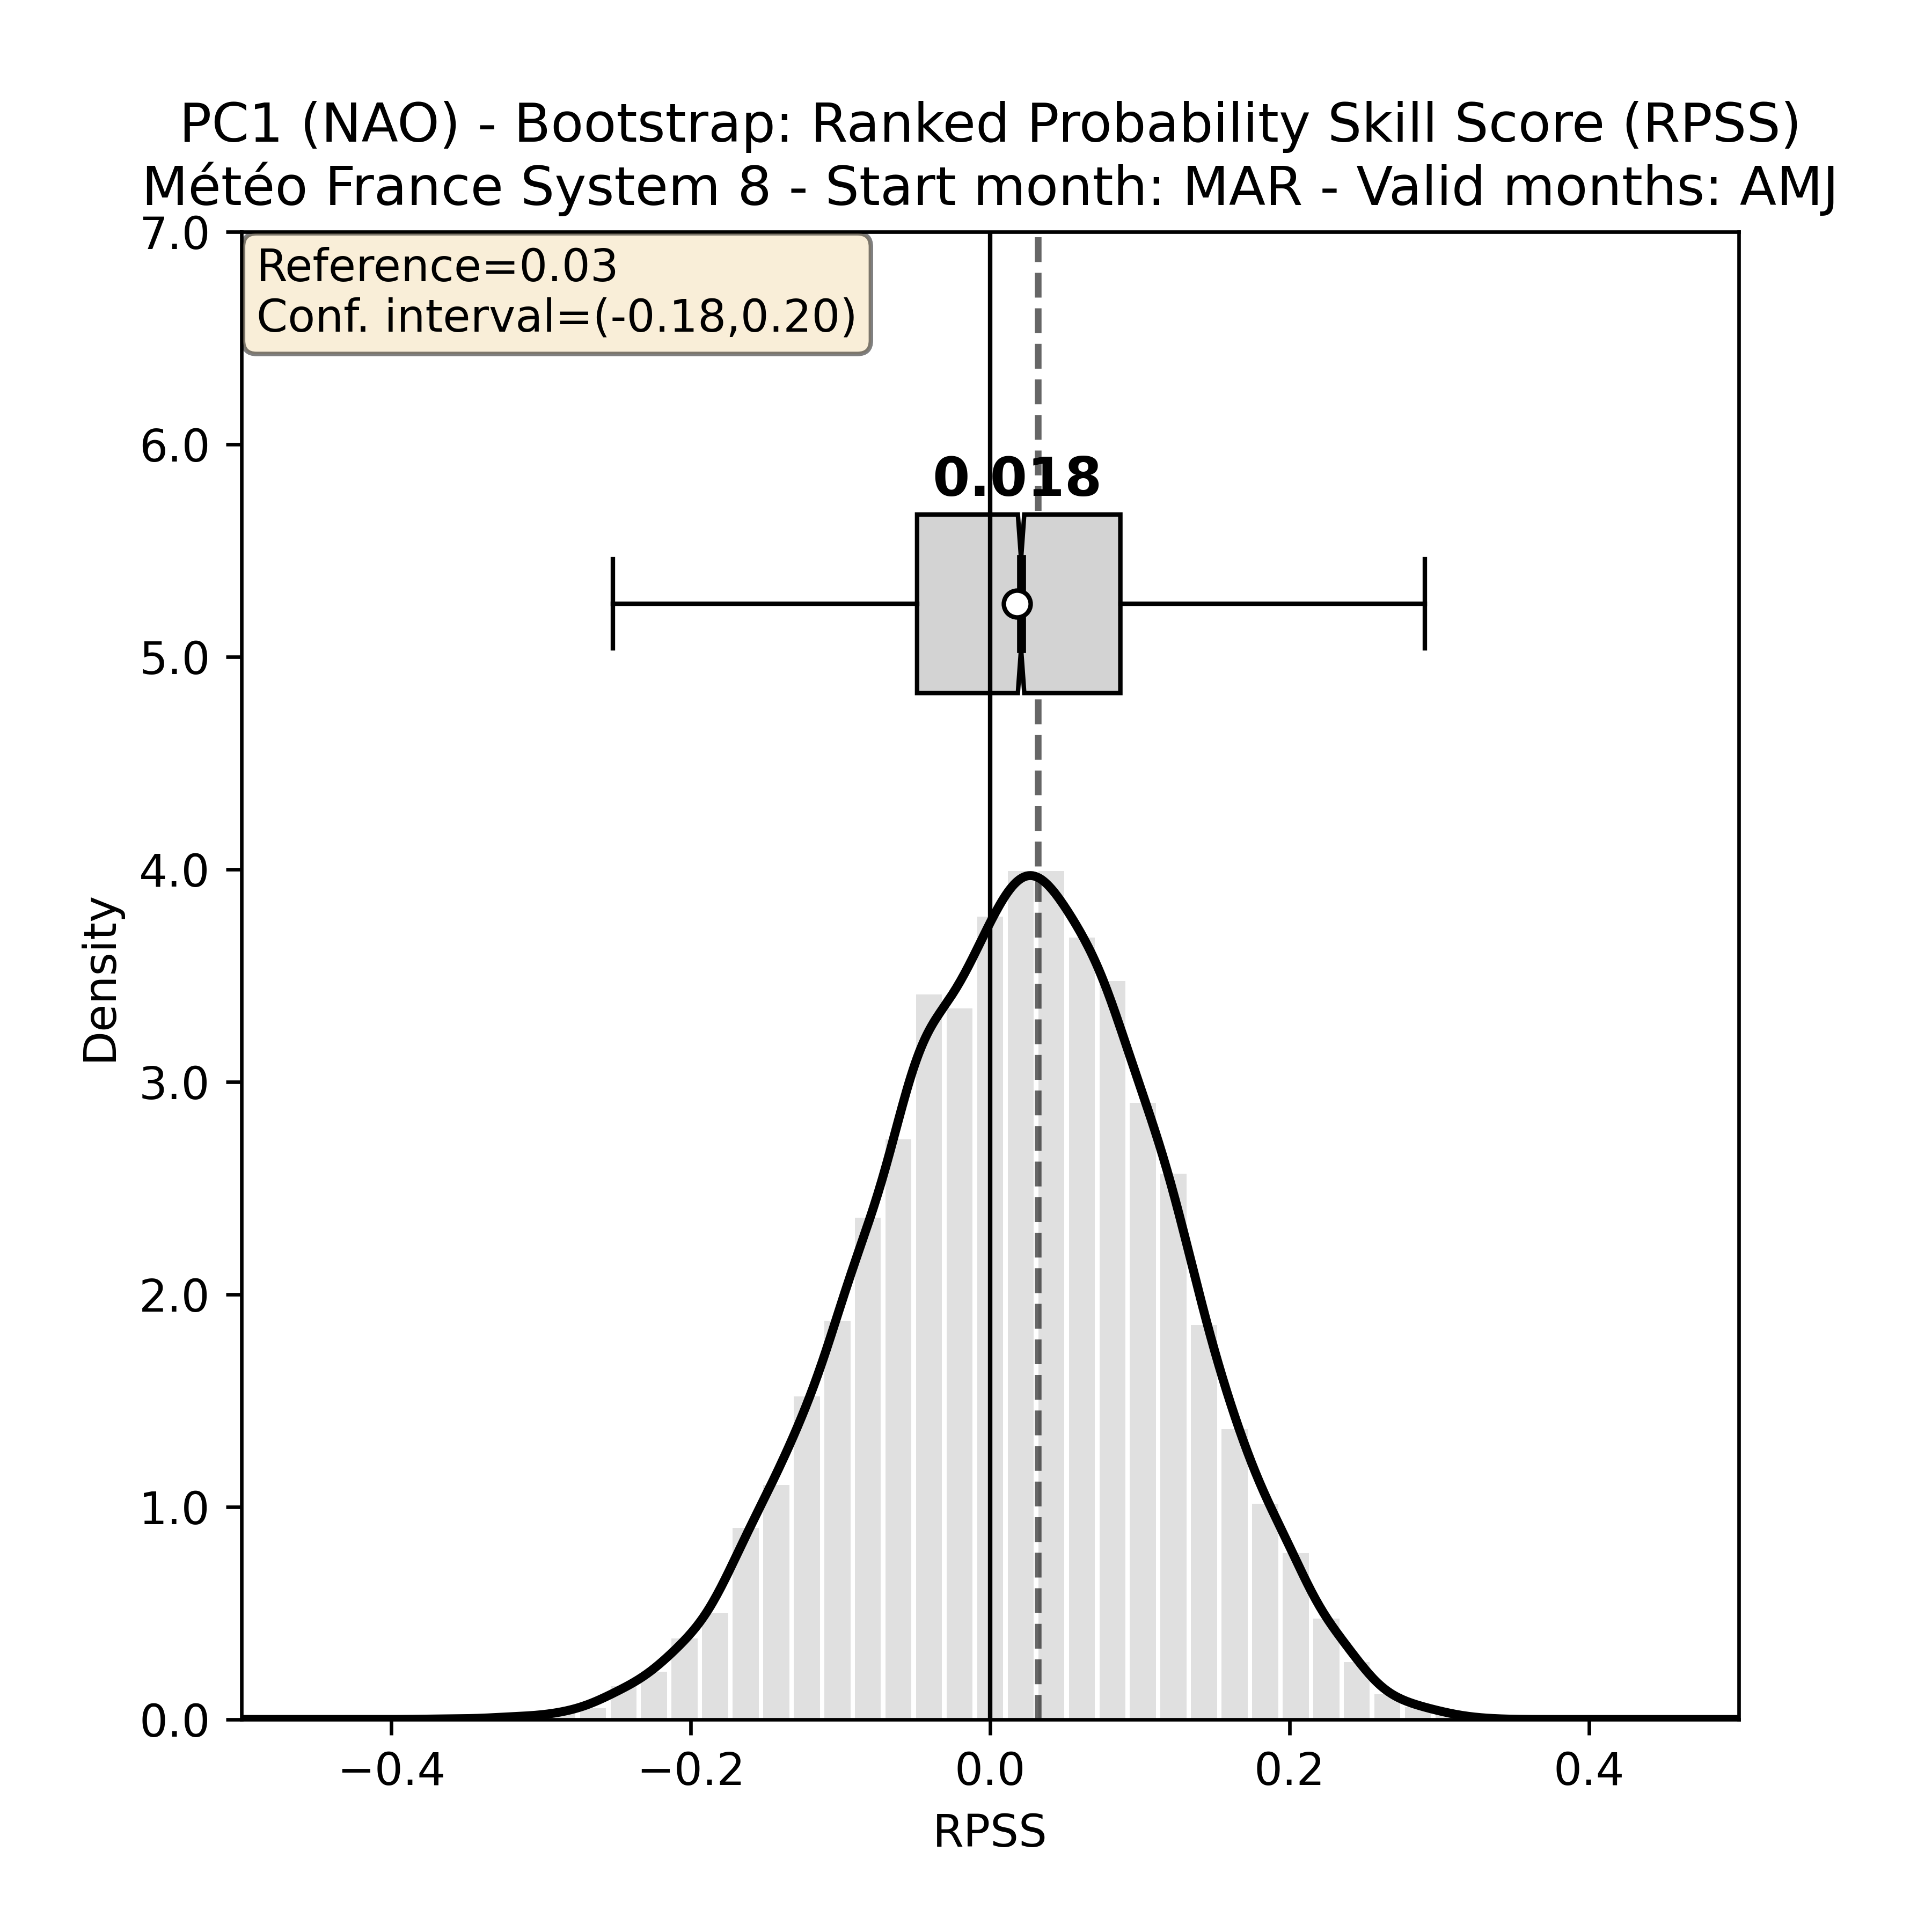 PC1 (NAO) - Bootstrap: Ranked Probability Skill Score (RPSS)
Météo France System 8 - Start month: MAR - Valid months: AMJ
7.0
Reference=0.03
Conf. interval=(-0.18,0.20)
6.0
0.018
5.0
4.0
Density
3.0
2.0
1.0
0.0
−0.4 −0.2 0.0 0.2 0.4
RPSS